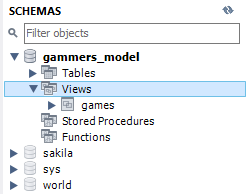 SCHEMAS
Filter objects
gammers_model
Tables
Views
games
Stored Procedures
Functions
sakila
sys
world